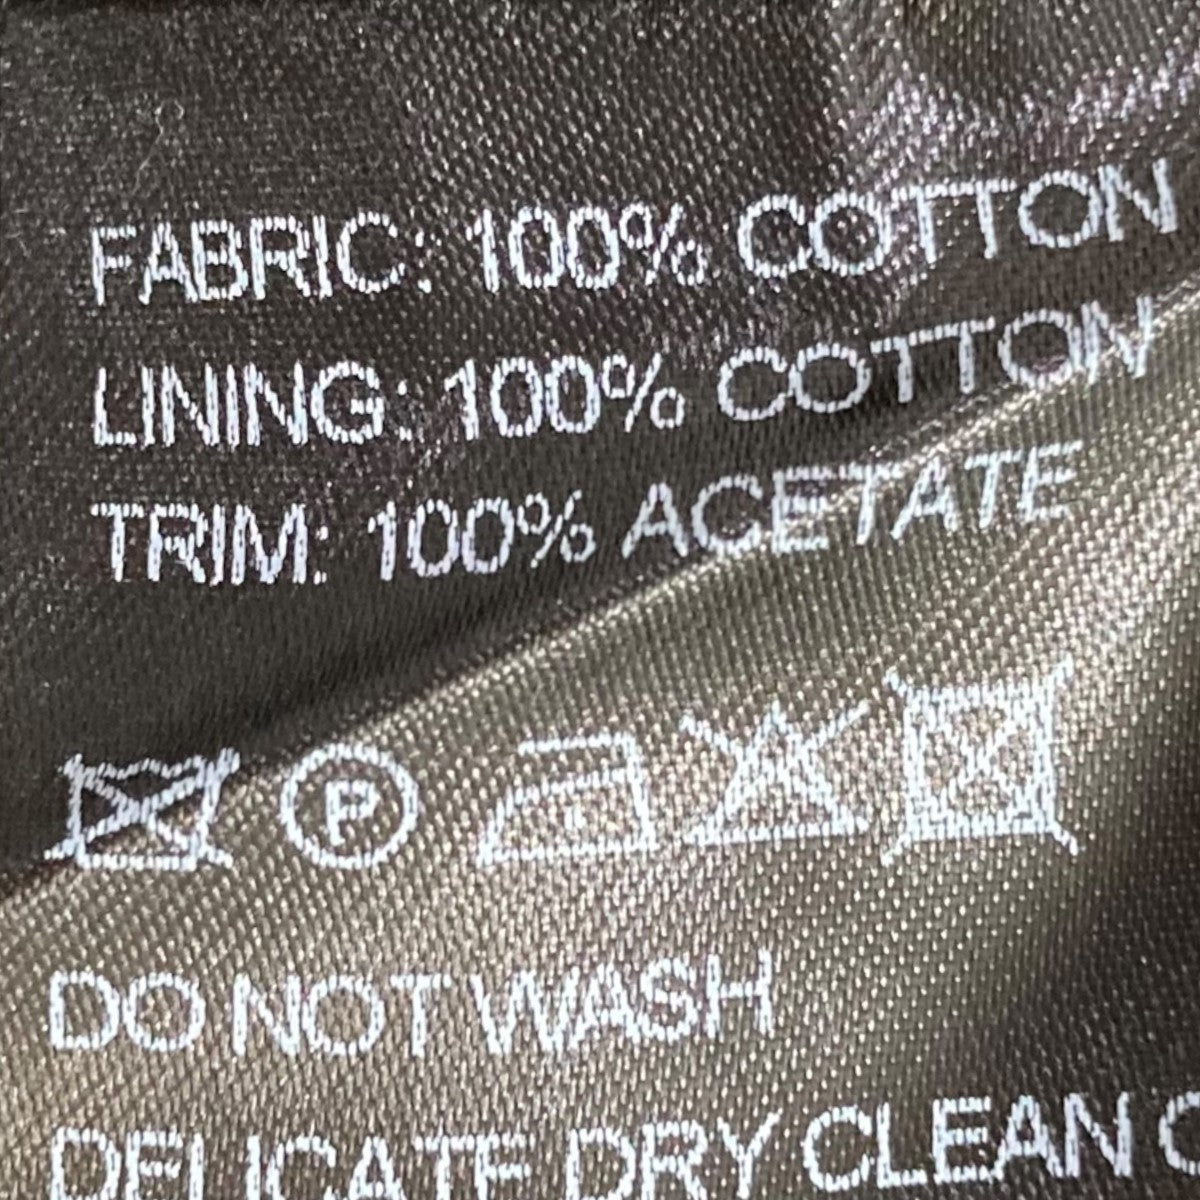 FABRIC: 100% COTTON
LINING: 100% COTTON
TRIM: 100% ACETATE
P
DO NOT WASH
DELICATE DRY CLEAN